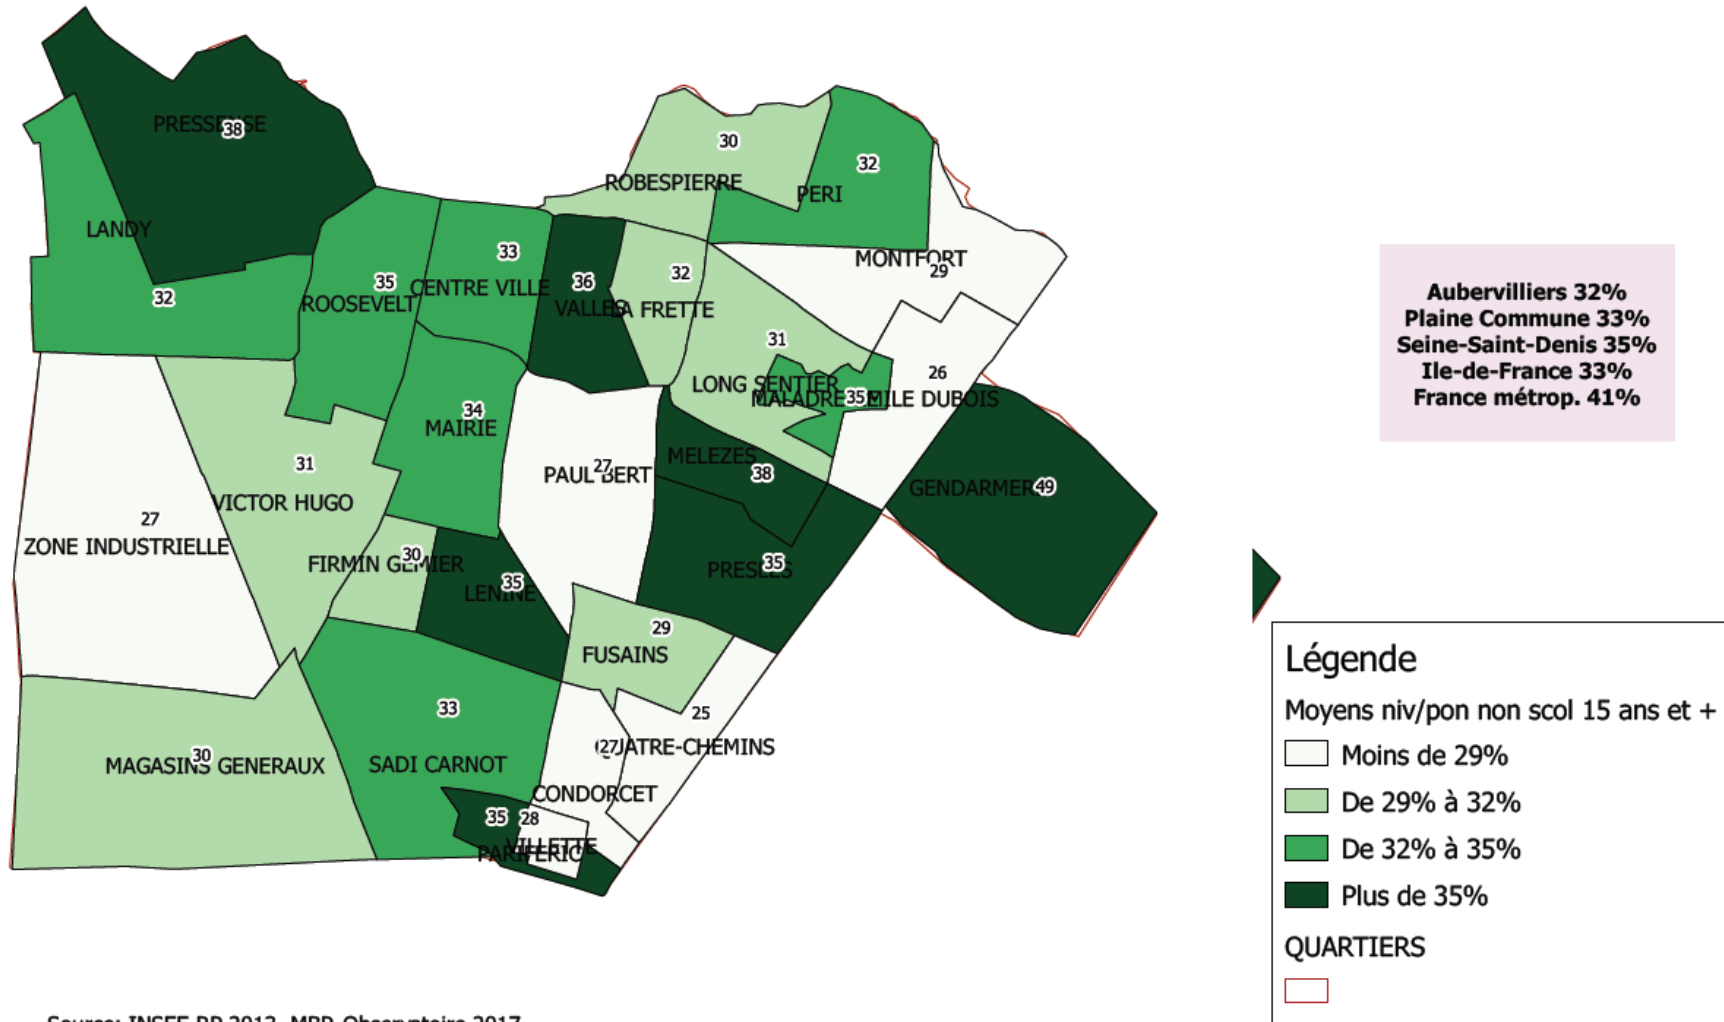 PRESSENSE
38
30
ROBESPIERRE
32
PERI
LANDY
32
33
35
CENTRE VILLE
ROOSEVELT
36
VALLES
32
LA FRETTE
MONTFORT
29
31
LONG SENTIER
26
35
EMILE DUBOIS
34
MAIRIE
27
PAUL BERT
MELEZES
38
GENDARMERIE
49
31
VICTOR HUGO
27
ZONE INDUSTRIELLE
30
FIRMIN GEMIER
35
LENINE
35
PRESLES
29
FUSAINS
33
SADI CARNOT
25
27
QUATRE-CHEMINS
30
MAGASINS GENERAUX
CONDORCET
35
28
VILLETTE
Aubervilliers 32%
Plaine Commune 33%
Seine-Saint-Denis 35%
Ile-de-France 33%
France métrop. 41%
Légende
Moyens niv/pon non scol 15 ans et +
Moins de 29%
De 29% à 32%
De 32% à 35%
Plus de 35%
QUARTIERS